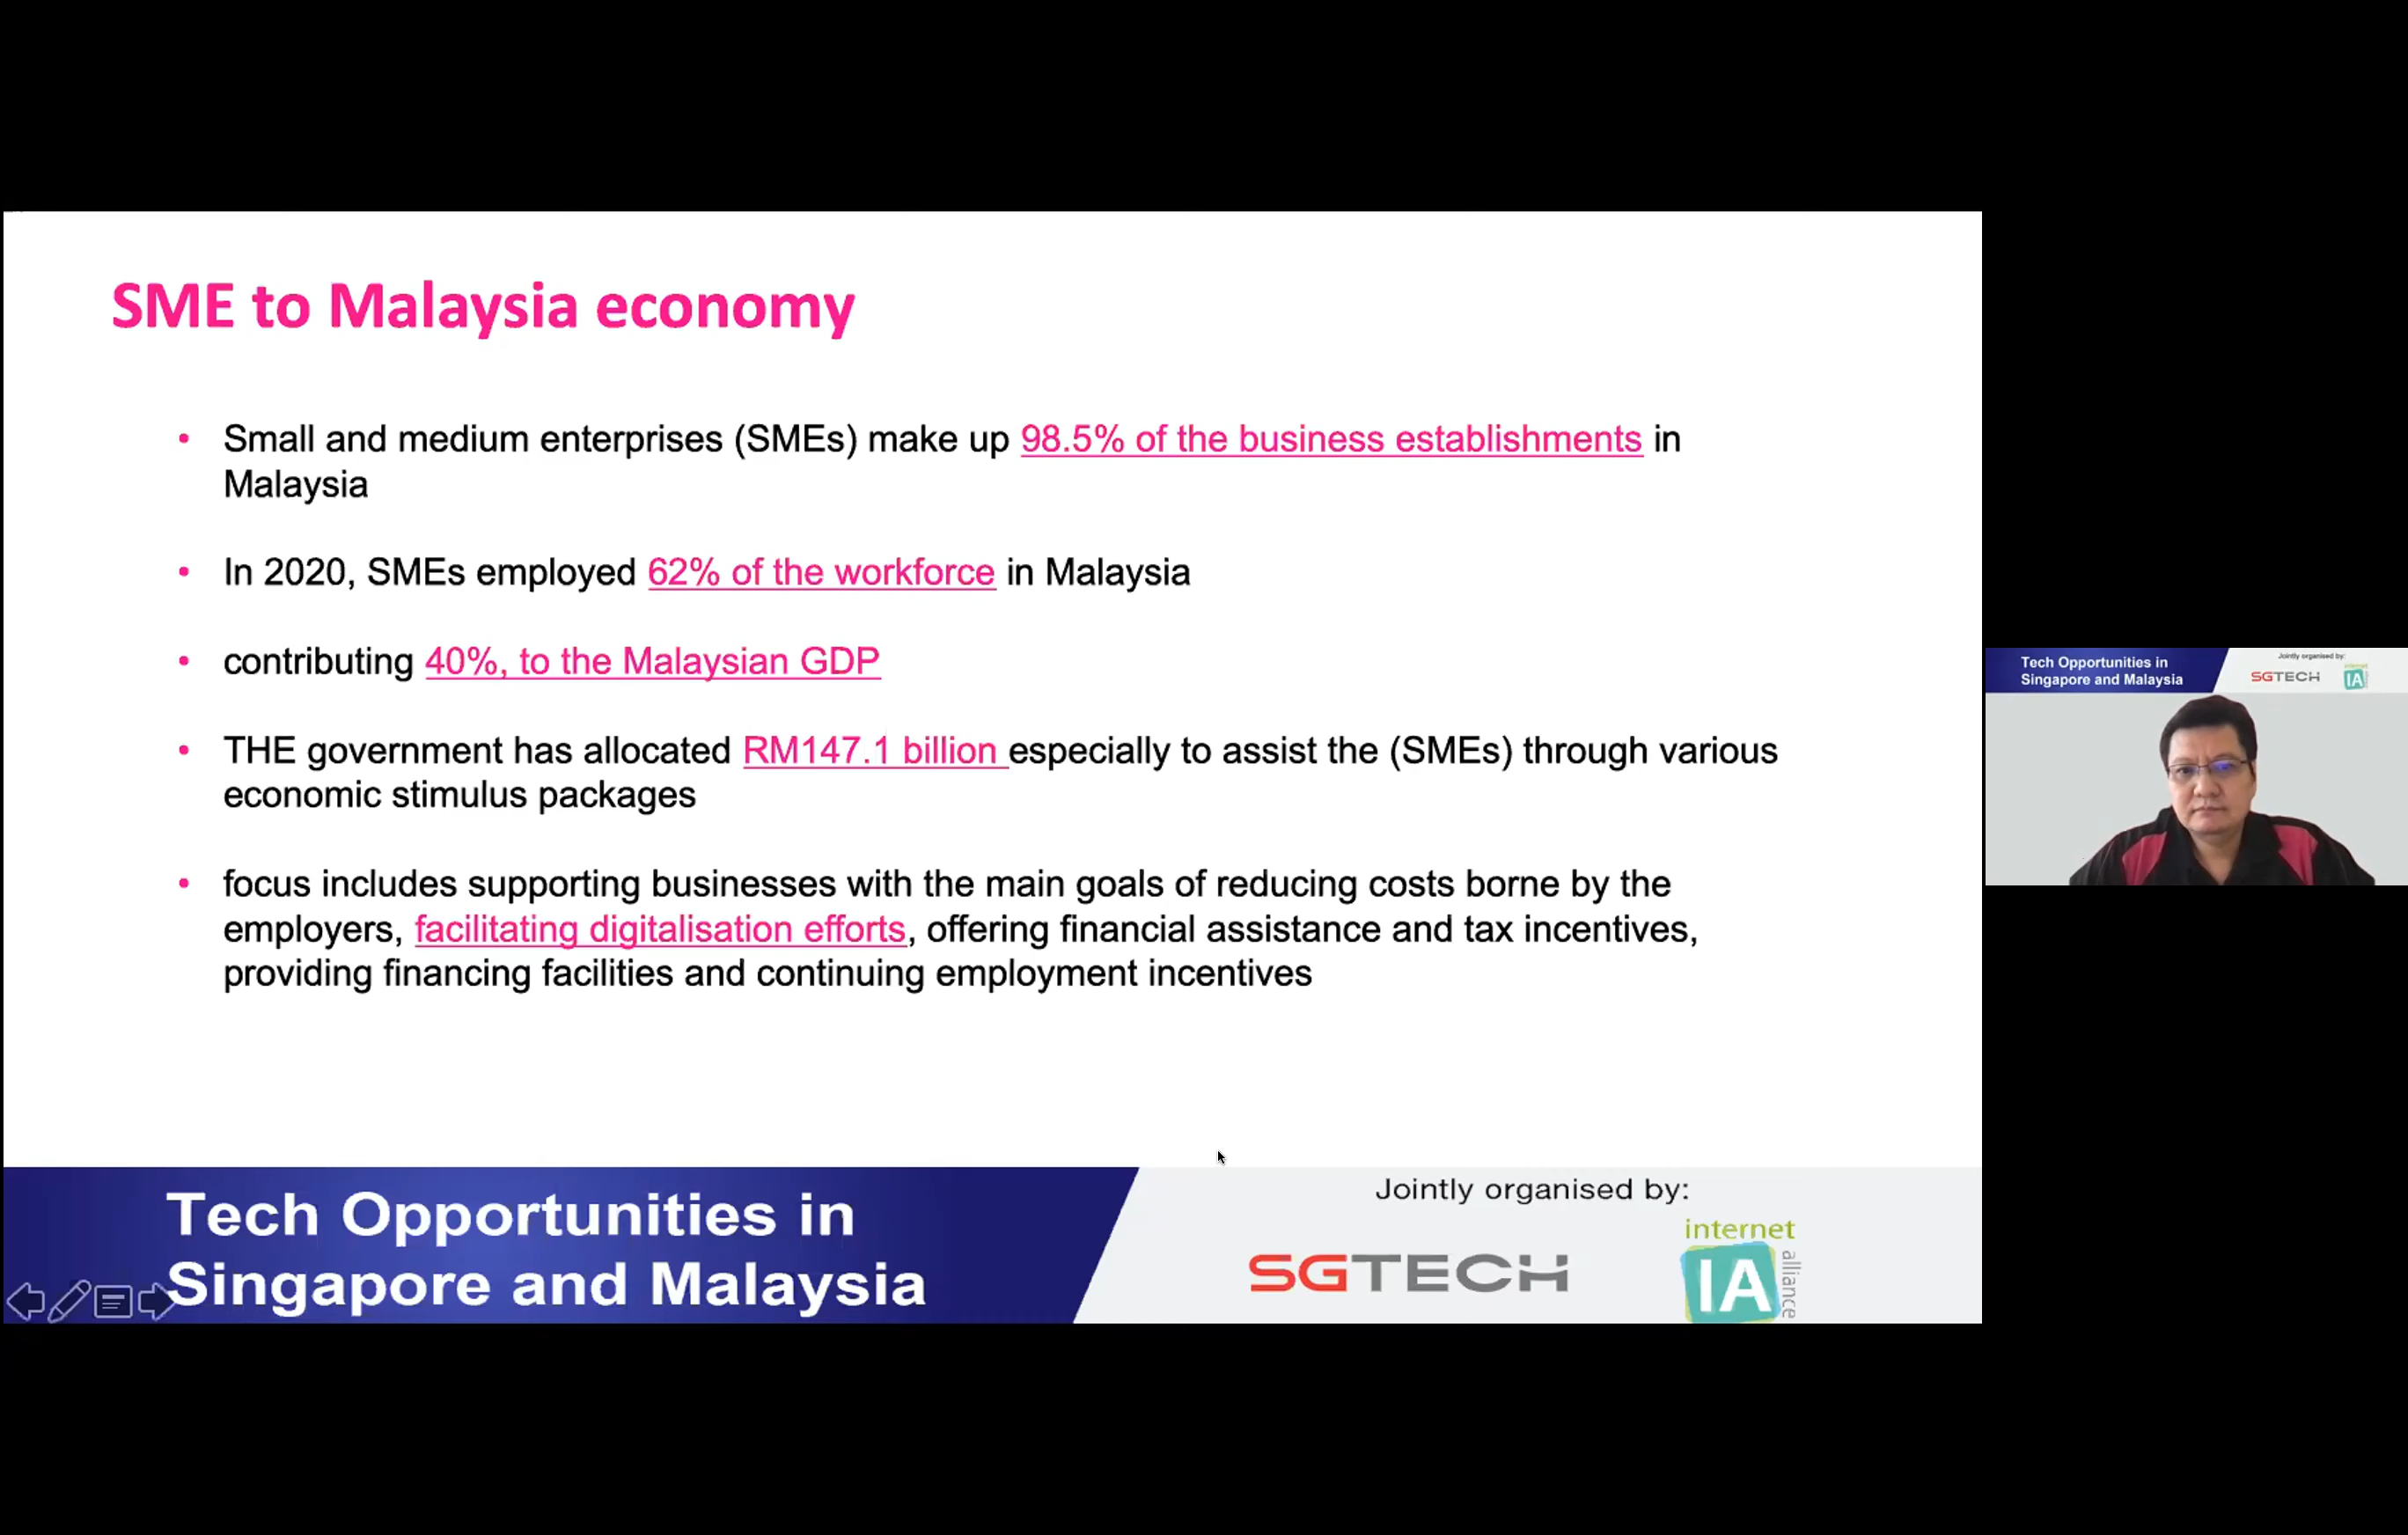 SME to Malaysia economy
• Small and medium enterprises (SMEs) make up 98.5% of the business establishments in
Malaysia
• In 2020, SMEs employed 62% of the workforce in Malaysia
• contributing 40%, to the Malaysian GDP
• THE government has allocated RM147.1 billion especially to assist the (SMEs) through various
economic stimulus packages
• focus includes supporting businesses with the main goals of reducing costs borne by the
employers, facilitating digitalisation efforts, offering financial assistance and tax incentives,
providing financing facilities and continuing employment incentives
Tech Opportunities in
Singapore and Malaysia
Jointly organised by:
SGTECH
internet
IA
alliance
Tech Opportunities in
Singapore and Malaysia
Jointly organised by:
SGTECH
internet
IA